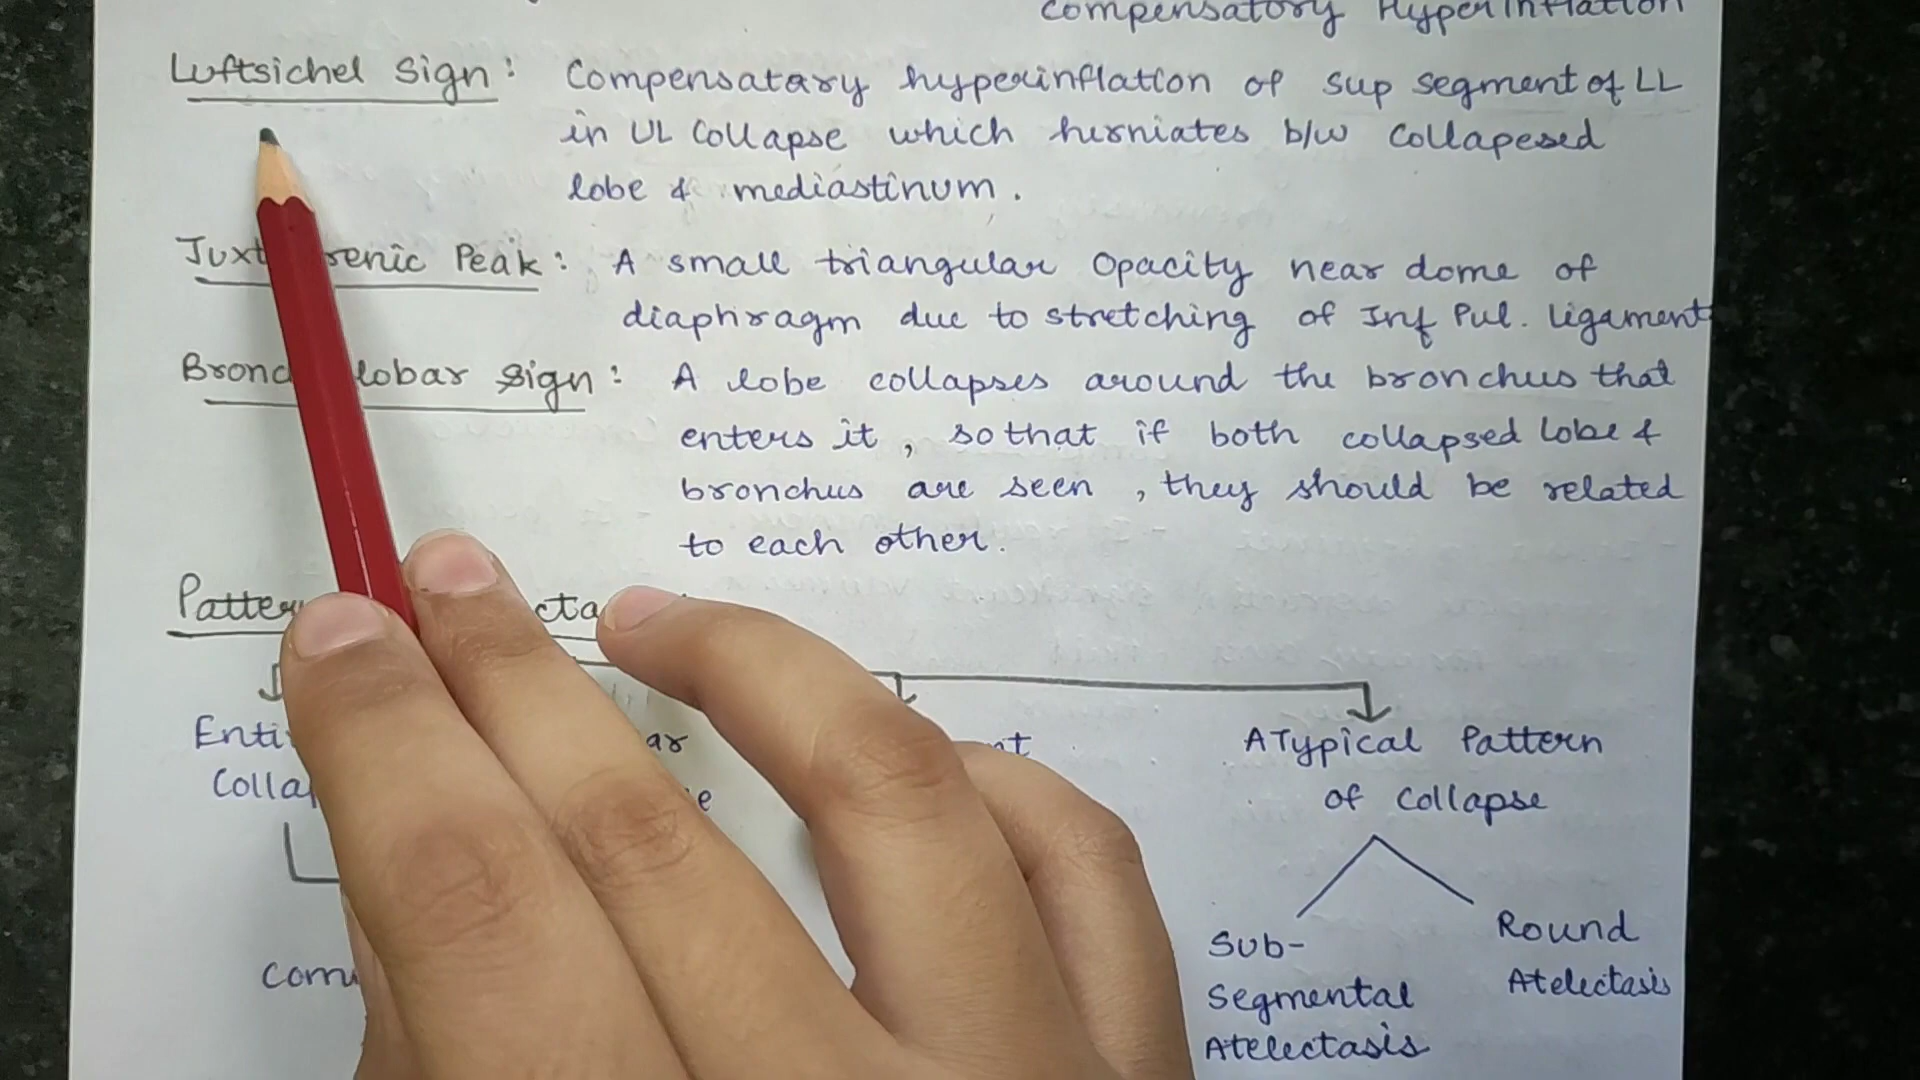 Compensatory Hyperinflation
Luftsichel Sign: Compensatary hyperinflation of sup segment of LL
in UL Collapse which herniates b/w collapesed
lobe & mediastinum.
Peak: A small triangular opacity near dome of
diaphragm due to stretching of Inf Pul. ligament
lobar sign: A lobe collapses around the bronchus that
enters it, so that if both collapsed lobe &
bronchus are seen, they should be related
to each other.
ATypical Pattern
Collapse
of Collapse
Sub-
Round
Segmental
Atelectasis
Atelectasis